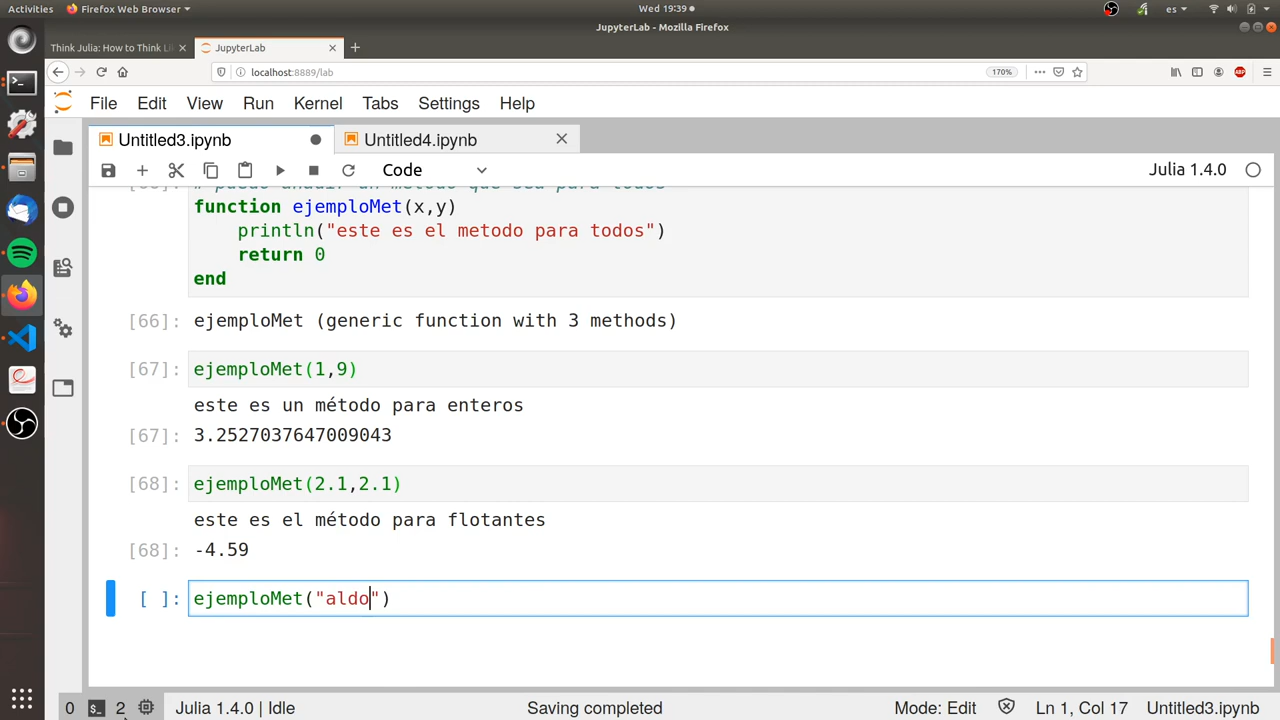 Activities Firefox Web Browser Wed 19:39 es
JupyterLab - Mozilla Firefox
Think Julia: How to Think Li JupyterLab
localhost:8889/lab 170%
File Edit View Run Kernel Tabs Settings Help
Untitled3.ipynb Untitled4.ipynb
Code Julia 1.4.0
function ejemploMet(x,y)
println("este es el metodo para todos")
return 0
end
[66]: ejemploMet (generic function with 3 methods)
[67]: ejemploMet(1,9)
este es un método para enteros
[67]: 3.2527037647009043
[68]: ejemploMet(2.1,2.1)
este es el método para flotantes
[68]: -4.59
[ ]: ejemploMet("aldo")
0 2 Julia 1.4.0 | Idle Saving completed Mode: Edit Ln 1, Col 17 Untitled3.ipynb